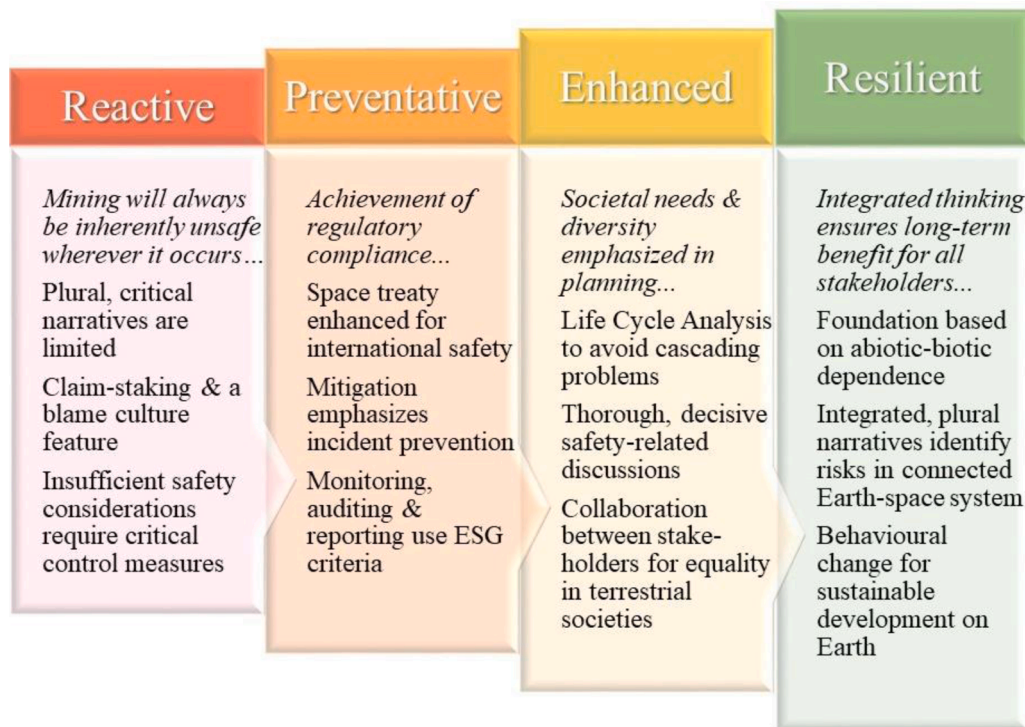 Reactive
Mining will always
be inherently unsafe
wherever it occurs…
Plural, critical
narratives are
limited
Claim-staking & a
blame culture
feature
Insufficient safety
considerations
require critical
control measures
Preventative
Achievement of
regulatory
compliance...
Space treaty
enhanced for
international safety
Mitigation
emphasizes
incident prevention
Monitoring,
auditing &
reporting use ESG
criteria
Enhanced
Societal needs &
diversity
emphasized in
planning...
Life Cycle Analysis
to avoid cascading
problems
Thorough, decisive
safety-related
discussions
Collaboration
between stake-
holders for equality
in terrestrial
societies
Resilient
Integrated thinking
ensures long-term
benefit for all
stakeholders...
Foundation based
on abiotic-biotic
dependence
Integrated, plural
narratives identify
risks in connected
Earth-space system
Behavioural
change for
sustainable
development on
Earth